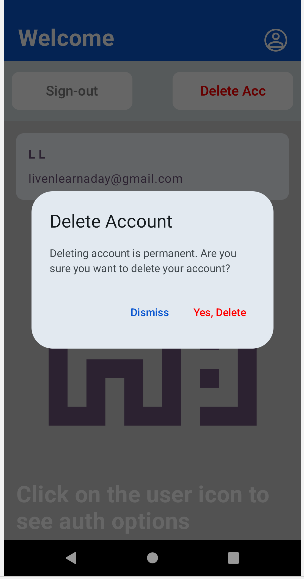 Welcome
Sign-out
Delete Acc
L L
livenlearnaday@gmail.com
Delete Account
Deleting account is permanent. Are you
sure you want to delete your account?
Dismiss
Yes, Delete
Click on the user icon to
see auth options